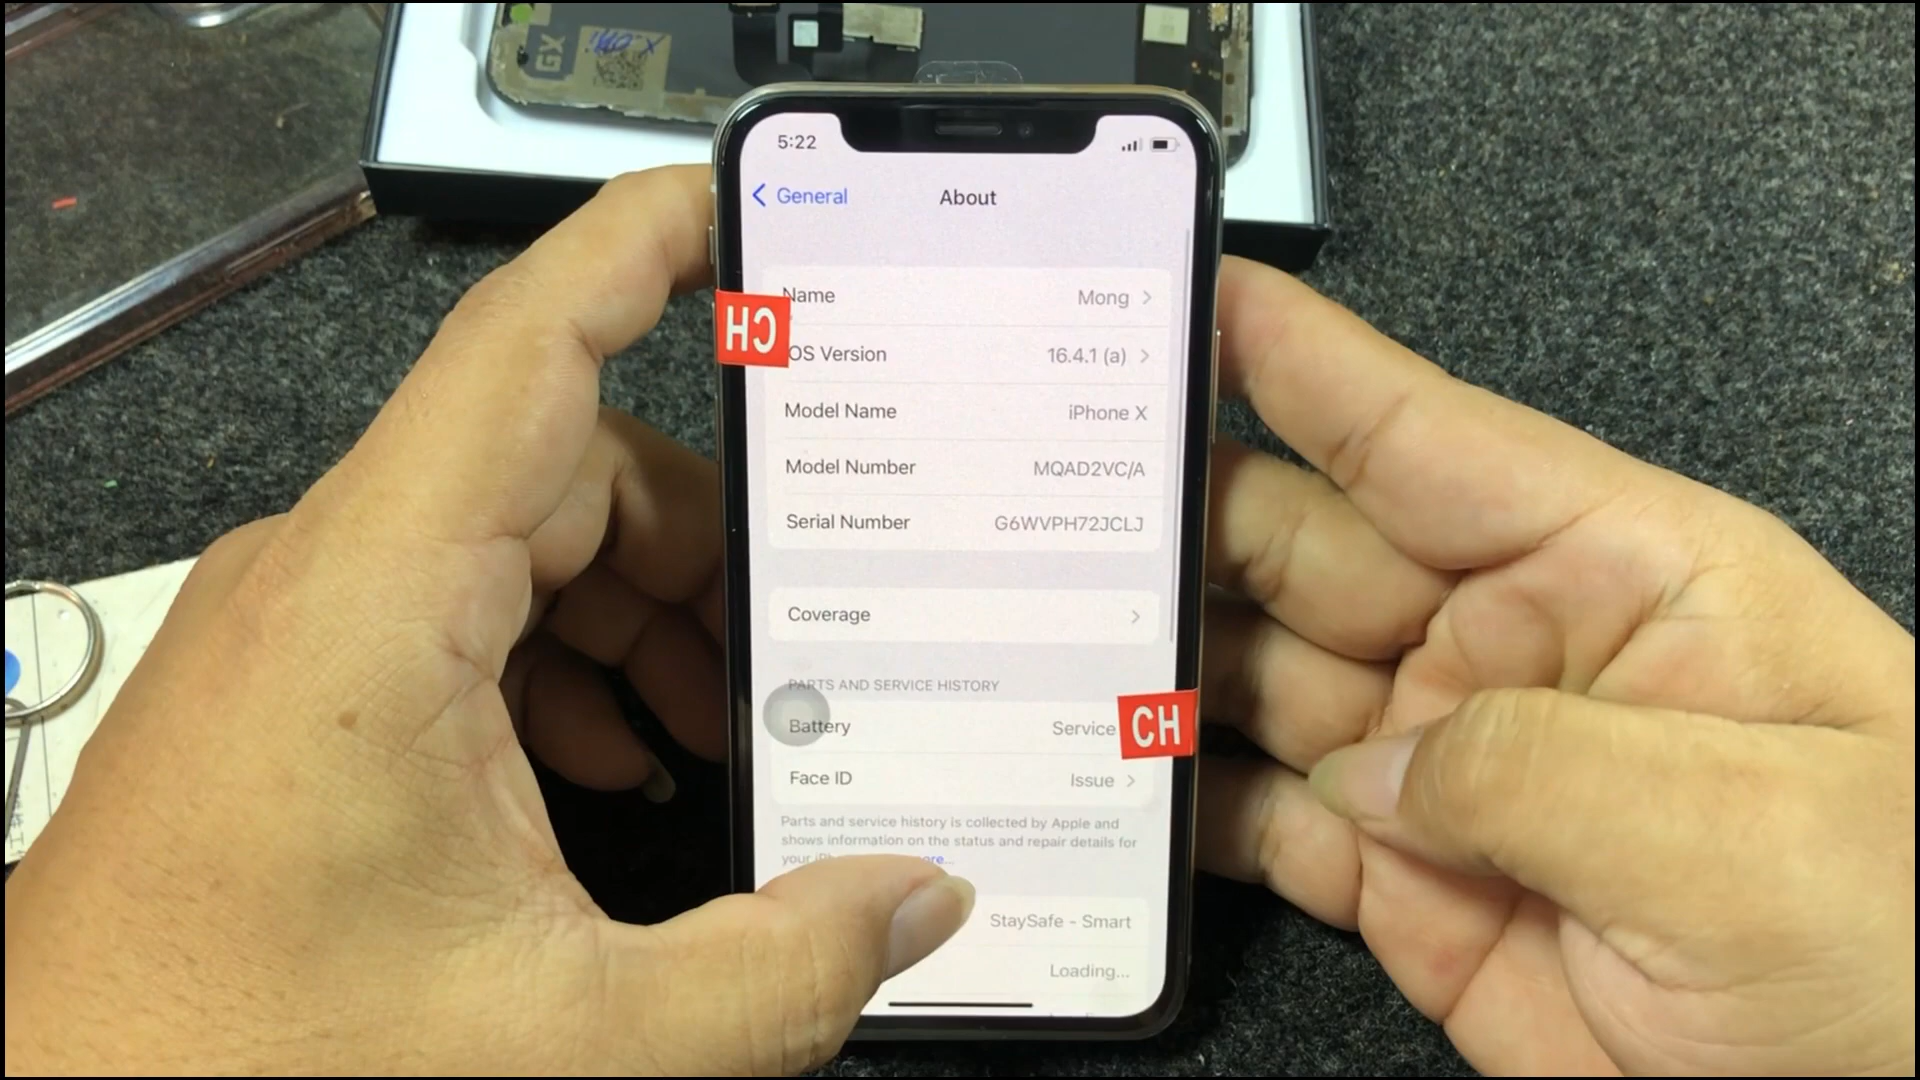 GX
5:22
General
About
Name
Mong
CH
OS Version
16.4.1 (a)
Model Name
iPhone X
Model Number
MQAD2VC/A
Serial Number
G6WVPH72JCLJ
Coverage
PARTS AND SERVICE HISTORY
Battery
Service
CH
Face ID
Issue
Parts and service history is collected by Apple and
shows information on the status and repair details for
your
StaySafe - Smart
Loading...